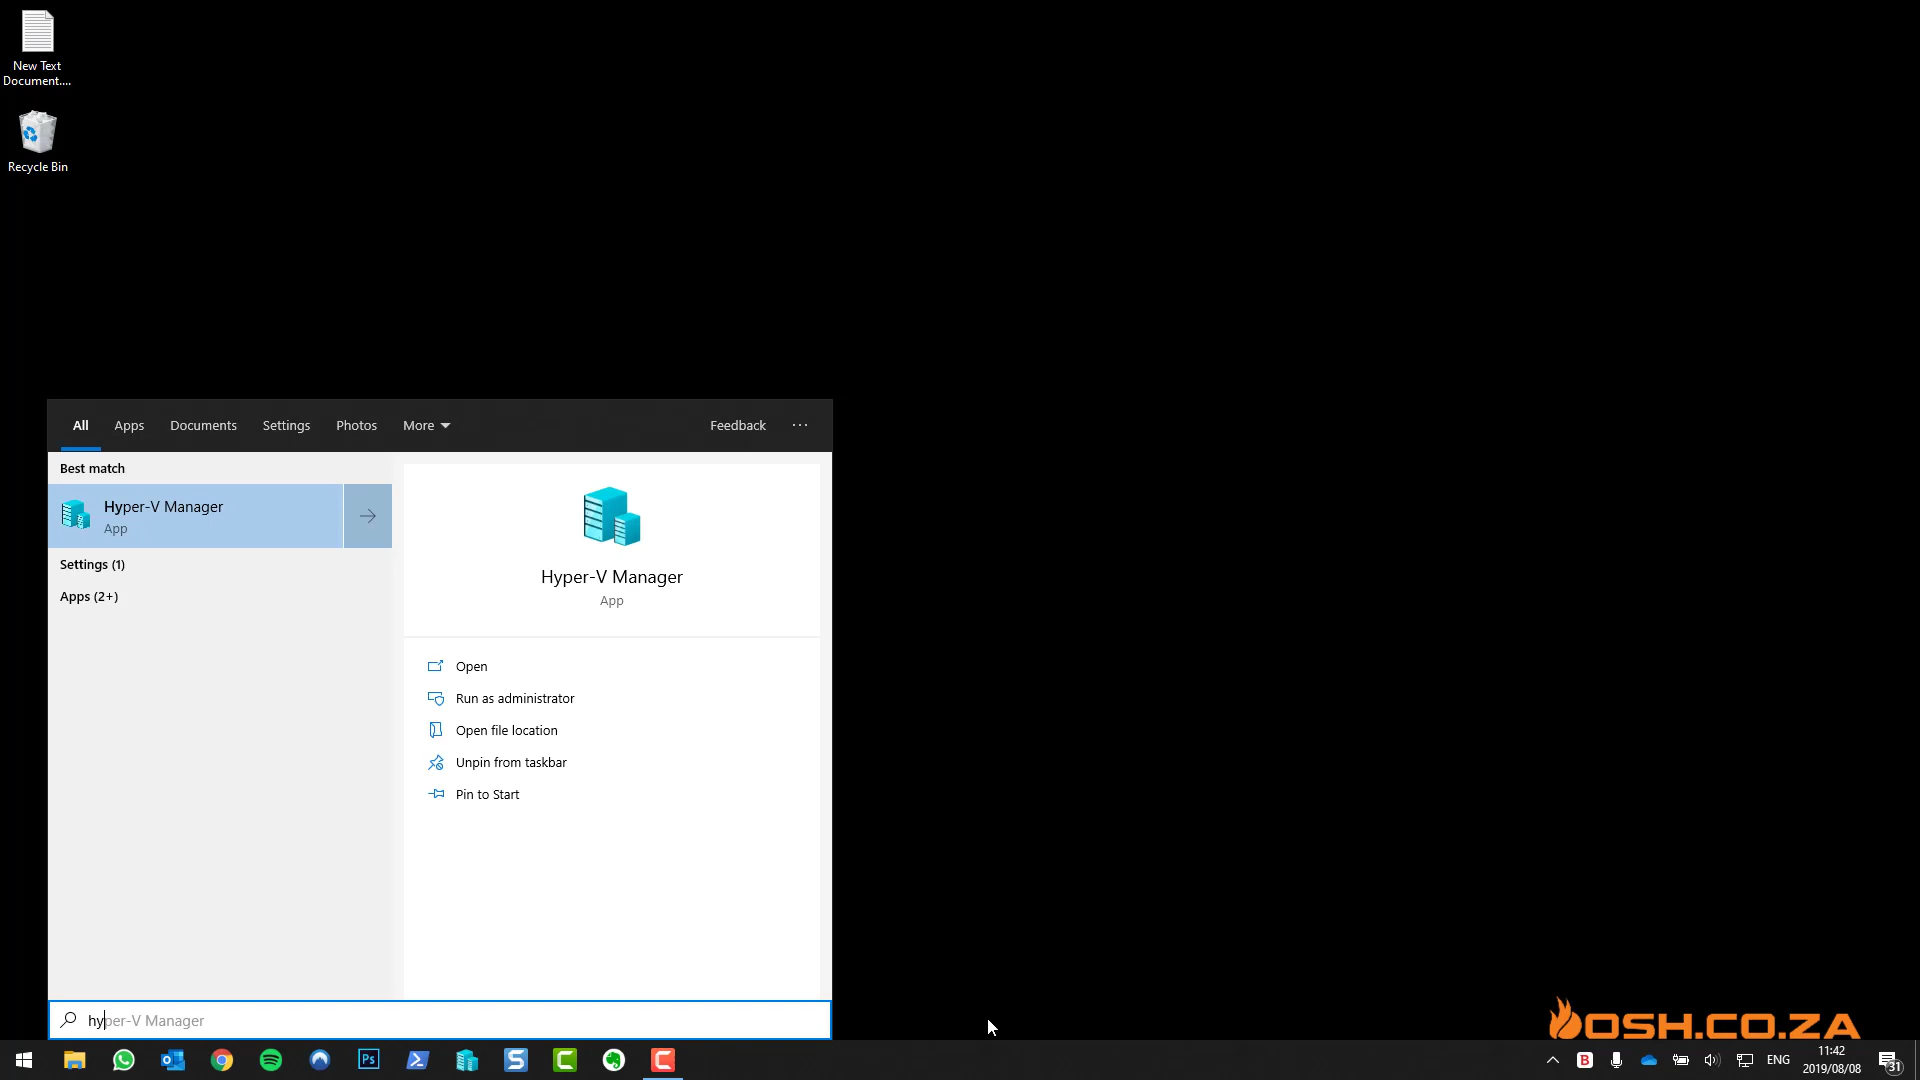 New Text
Document....
Recycle Bin
All
Apps
Documents
Settings
Photos
More
Feedback
...
Best match
Hyper-V Manager
App
Settings (1)
Apps (2+)
Hyper-V Manager
App
Open
Run as administrator
Open file location
Unpin from taskbar
Pin to Start
hyper-V Manager
OSH.CO.ZA
Ps
S
C
C
B
ENG
11:42
2019/08/08
31